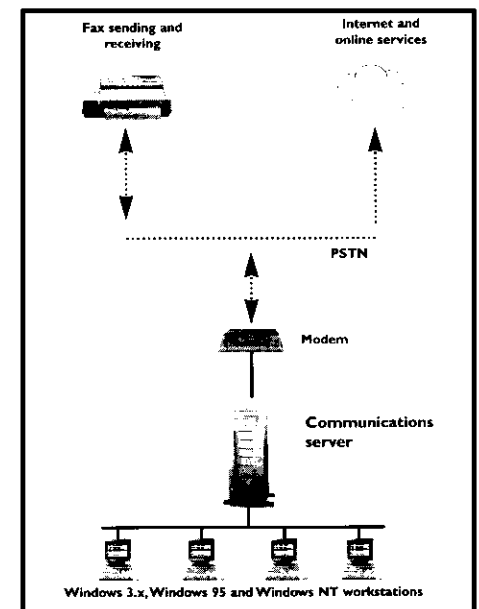 Fax sending and
receiving
Internet and
online services
PSTN
Modem
Communications
server
Windows 3.x, Windows 95 and Windows NT workstations